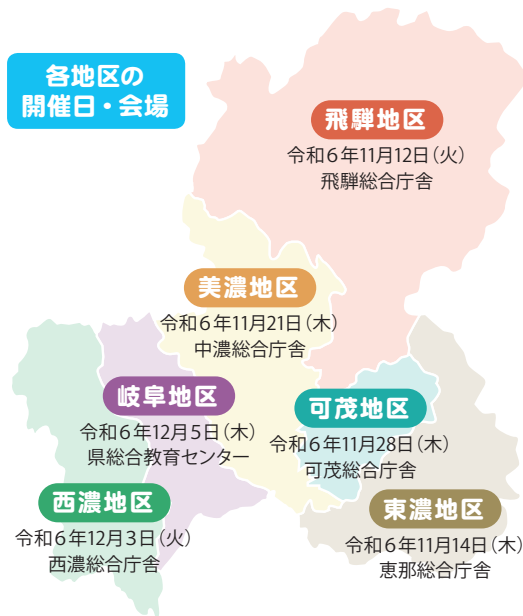 各地区の
開催日・会場
飛騨地区
令和6年11月12日(火)
飛騨総合庁舎
美濃地区
令和6年11月21日(木)
中濃総合庁舎
岐阜地区
令和6年12月5日(木)
県総合教育センター
可茂地区
令和6年11月28日(木)
可茂総合庁舎
西濃地区
令和6年12月3日(火)
西濃総合庁舎
東濃地区
令和6年11月14日(木)
恵那総合庁舎